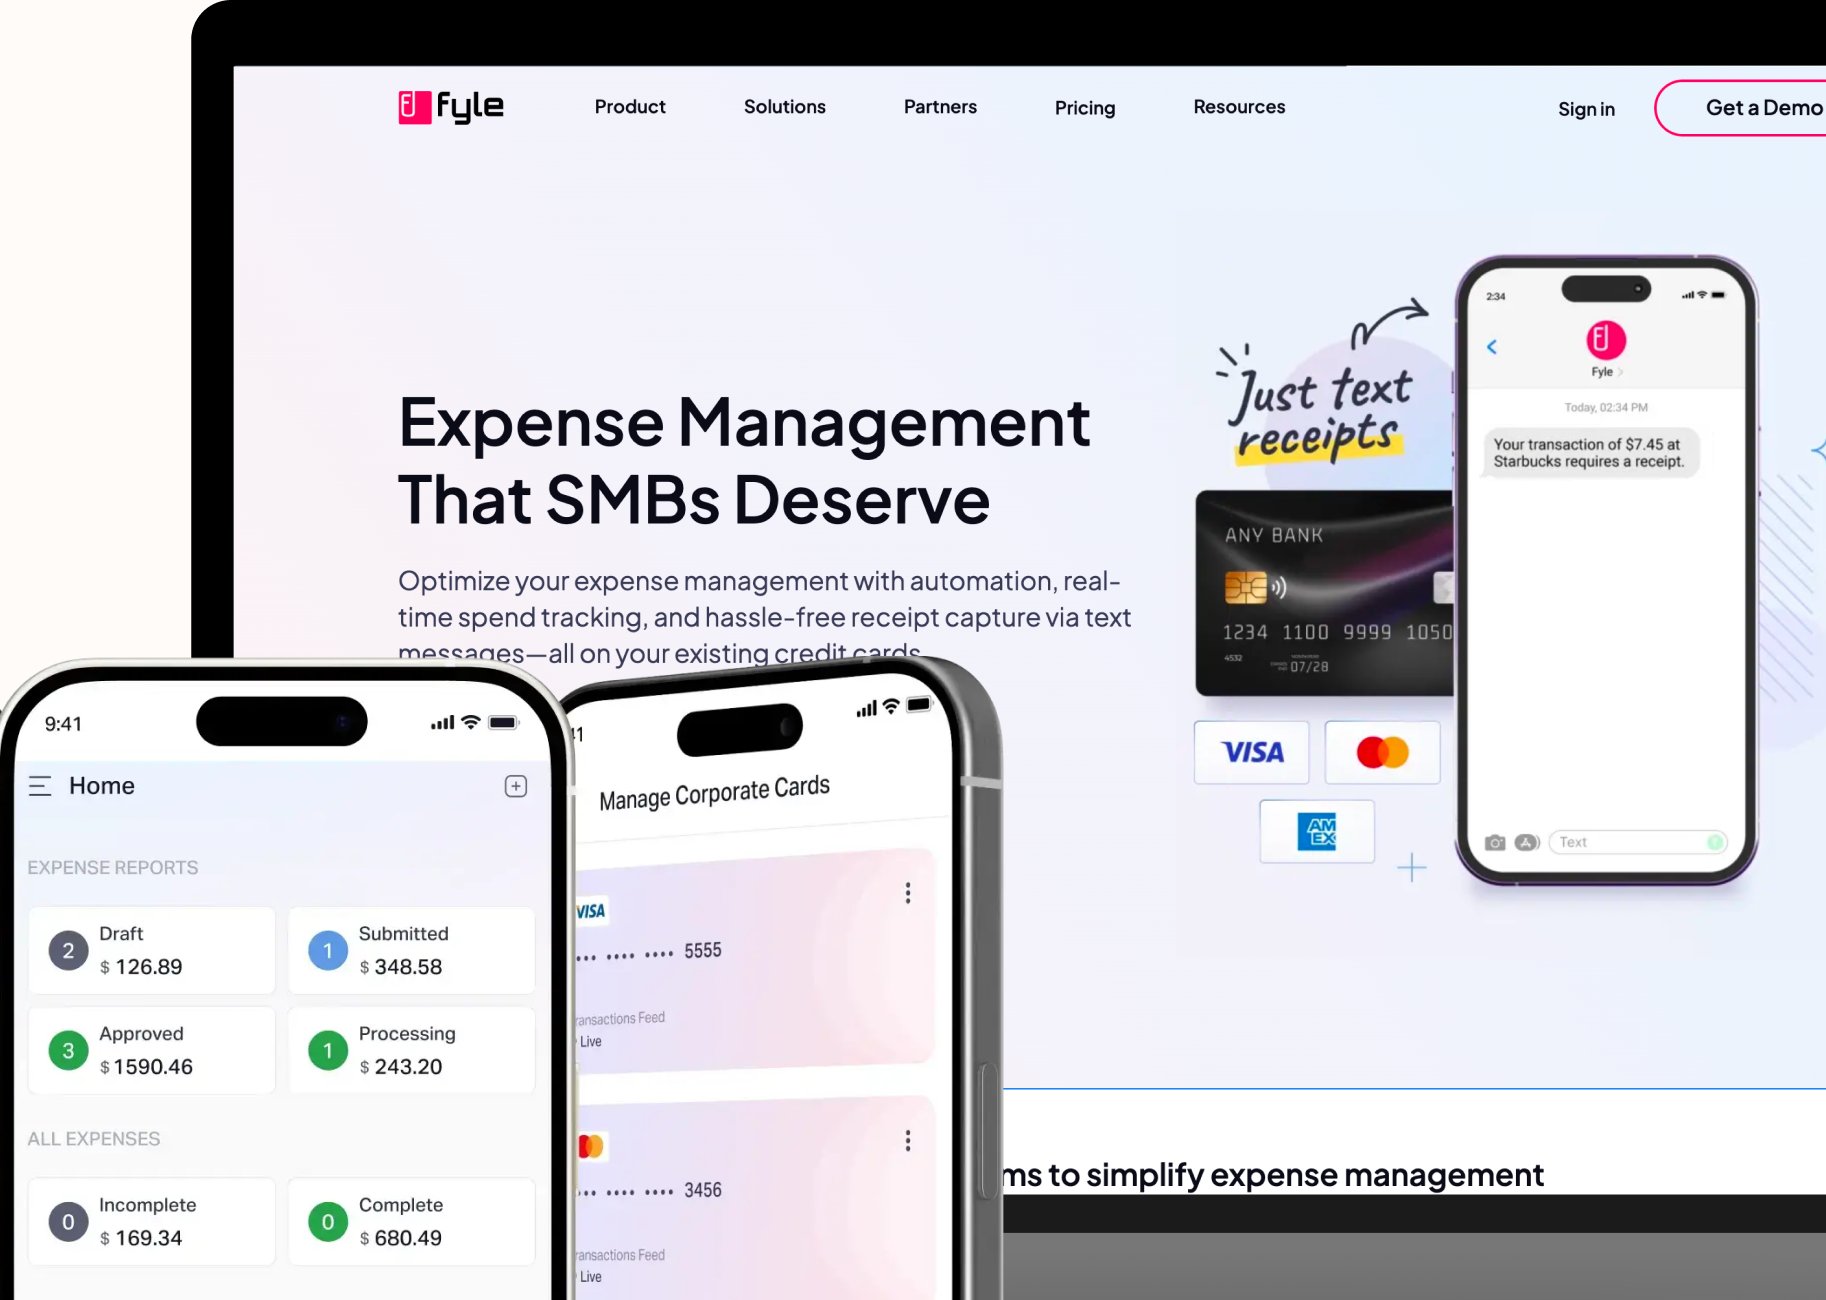 fyle
Product
Solutions
Partners
Pricing
Resources
Sign in
Get a Demo
Expense Management
That SMBs Deserve
Optimize your expense management with automation, real-
time spend tracking, and hassle-free receipt capture via text
messages—all on your existing credit cards
Just text
receipts
ANY BANK
1234 1100 9999 1050
4532
07/28
VISA
AM
EX
2:34
Fyle
Today, 02:34 PM
Your transaction of $7.45 at
Starbucks requires a receipt.
Text
to simplify expense management
9:41
Home
EXPENSE REPORTS
2
Draft
$ 126.89
1
Submitted
$ 348.58
3
Approved
$ 1590.46
1
Processing
$ 243.20
ALL EXPENSES
0
Incomplete
$ 169.34
0
Complete
$ 680.49
Manage Corporate Cards
VISA
•••• •••• 5555
Feed
Live
•••• •••• 3456
Feed
Live